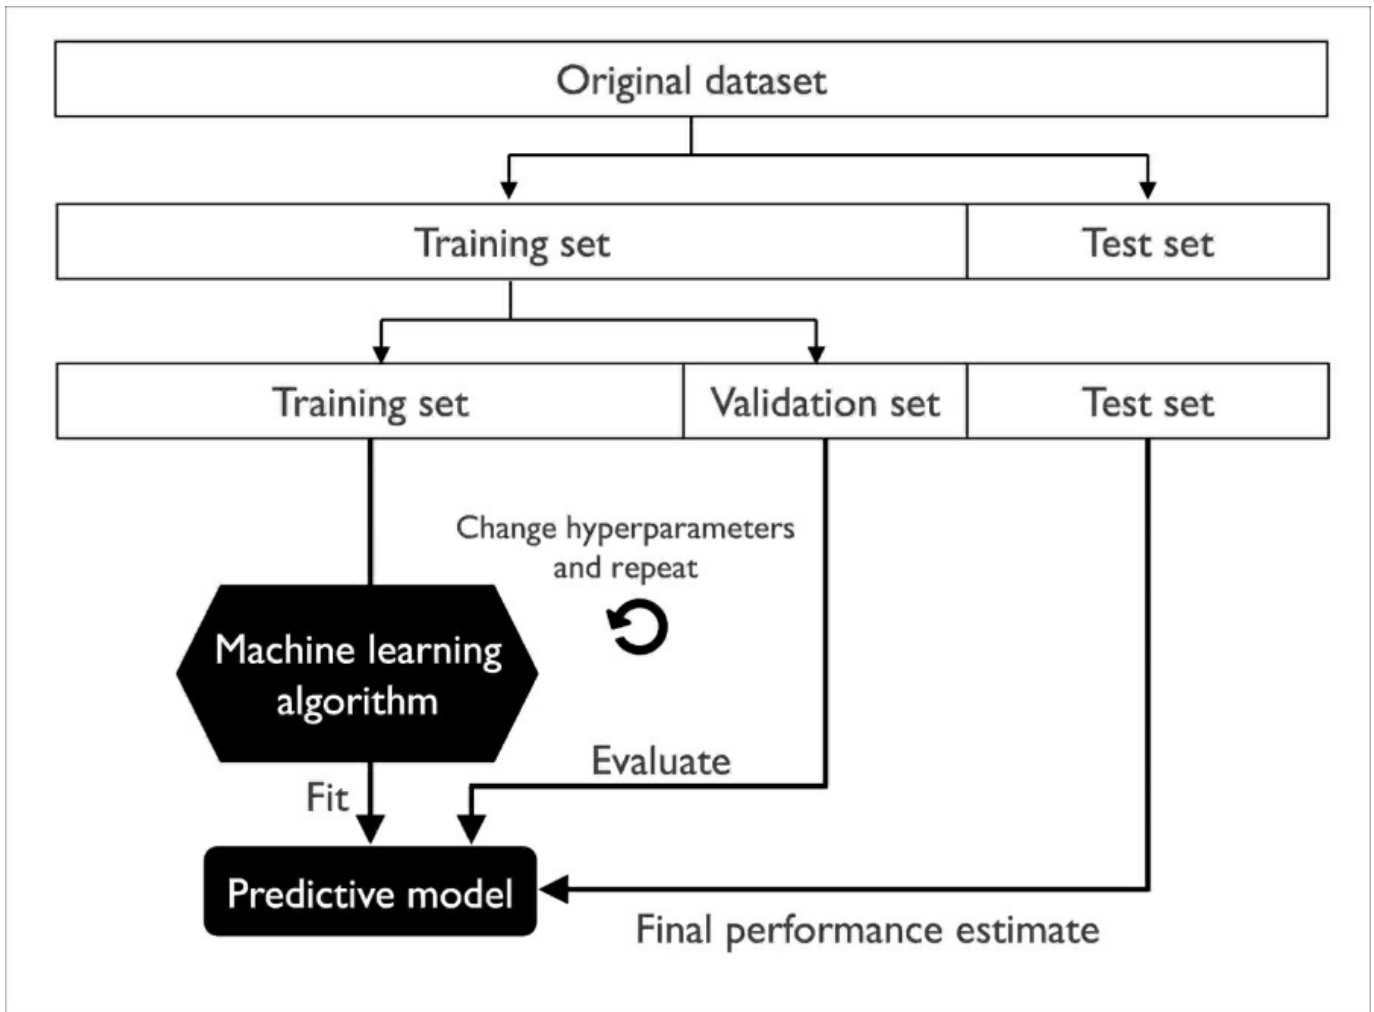 Original dataset
Training set
Test set
Training set
Validation set
Test set
Change hyperparameters
and repeat
Machine learning
algorithm
Evaluate
Fit
Predictive model
Final performance estimate